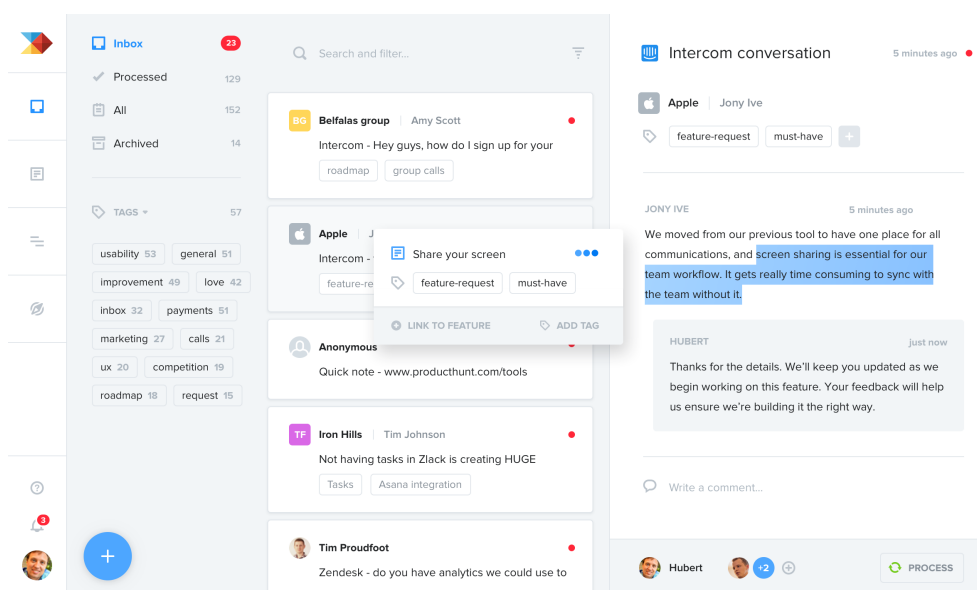 Inbox 23
Processed 129
All 152
Archived 14
TAGS 57
usability 53 general 51
improvement 49 love 42
inbox 32 payments 51
marketing 27 calls 21
ux 20 competition 19
roadmap 18 request 15
?
3
+
Search and filter...
BG Belfalas group Amy Scott
Intercom - Hey guys, how do I sign up for your
roadmap group calls
Apple J
Intercom -
feature-re
Share your screen
feature-request must-have
LINK TO FEATURE ADD TAG
Anonymous
Quick note - www.producthunt.com/tools
TF Iron Hills Tim Johnson
Not having tasks in Zlack is creating HUGE
Tasks Asana integration
Tim Proudfoot
Zendesk - do you have analytics we could use to
Intercom conversation 5 minutes ago
Apple Jony Ive
feature-request must-have +
JONY IVE 5 minutes ago
We moved from our previous tool to have one place for all
communications, and screen sharing is essential for our
team workflow. It gets really time consuming to sync with
the team without it.
HUBERT just now
Thanks for the details. We'll keep you updated as we
begin working on this feature. Your feedback will help
us ensure we're building it the right way.
Write a comment...
Hubert +2 PROCESS